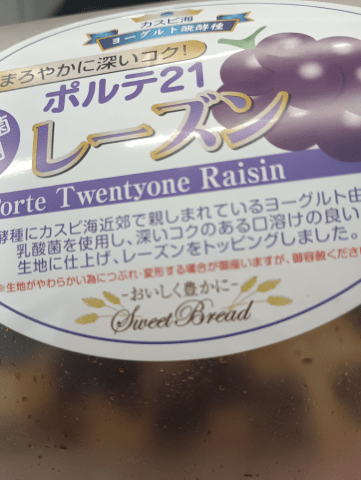 カスピ海
ヨーグルト醗酵種
まろやかに深いコク!
ポルテ21
レーズン
orte Twentyone Raisin
酵種にカスピ海近郊で親しまれているヨーグルト由
乳酸菌を使用し、深いコクのある口溶けの良い
生地に仕上げ、レーズンをトッピングしました。
※生地がやわらかい為につぶれ・変形する場合が御座いますが、御容赦ください
-おいしく豊かに-
Sweet Bread